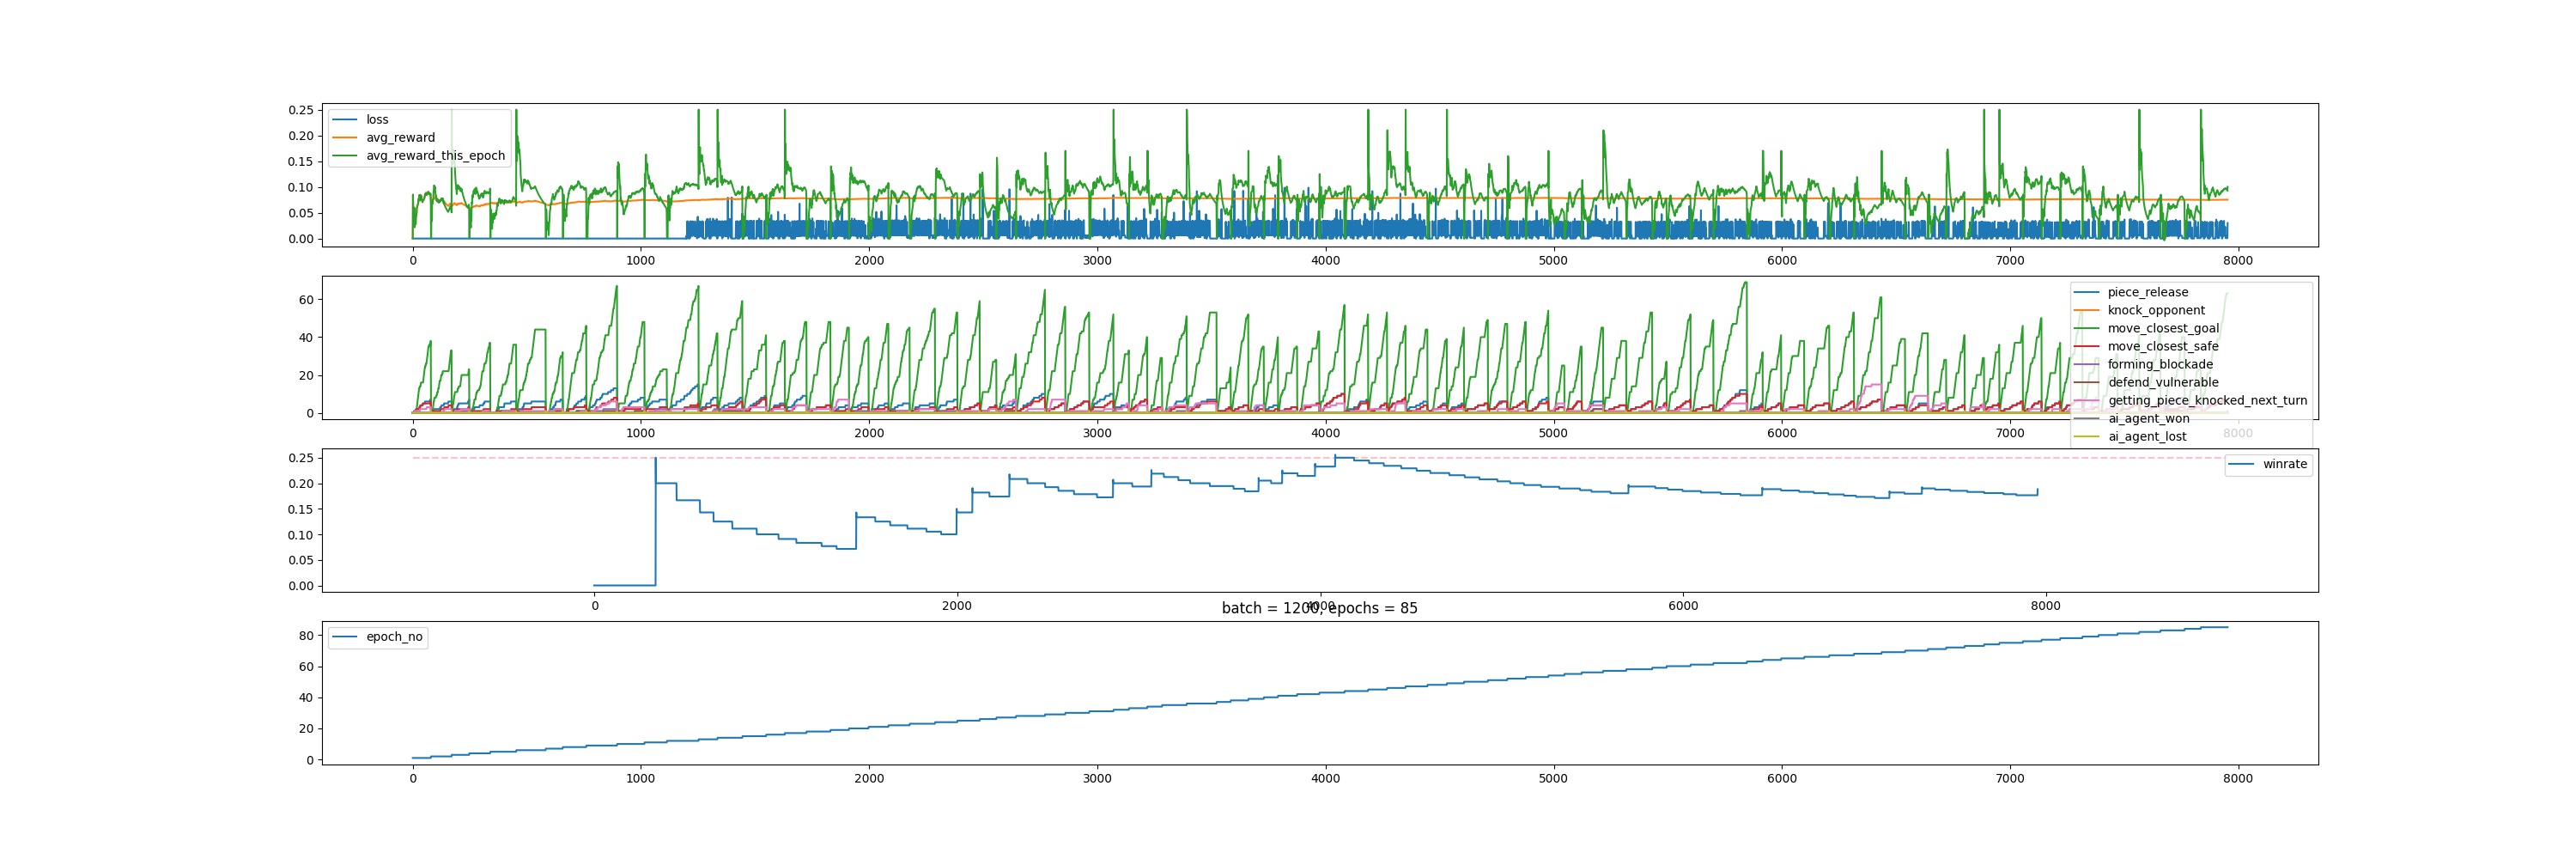 0.25
0.20
0.15
0.10
0.05
0.00
loss
avg_reward
avg_reward_this_epoch
0 1000 2000 3000 4000 5000 6000 7000 8000
60
40
20
0
piece_release
knock_opponent
move_closest_goal
move_closest_safe
forming_blockade
defend_vulnerable
getting_piece_knocked_next_turn
ai_agent_won
ai_agent_lost
0 1000 2000 3000 4000 5000 6000 7000 8000
0.25
0.20
0.15
0.10
0.05
0.00
winrate
0 2000 4000 6000 8000
batch = 1200, epochs = 85
80
60
40
20
0
epoch_no
0 1000 2000 3000 4000 5000 6000 7000 8000